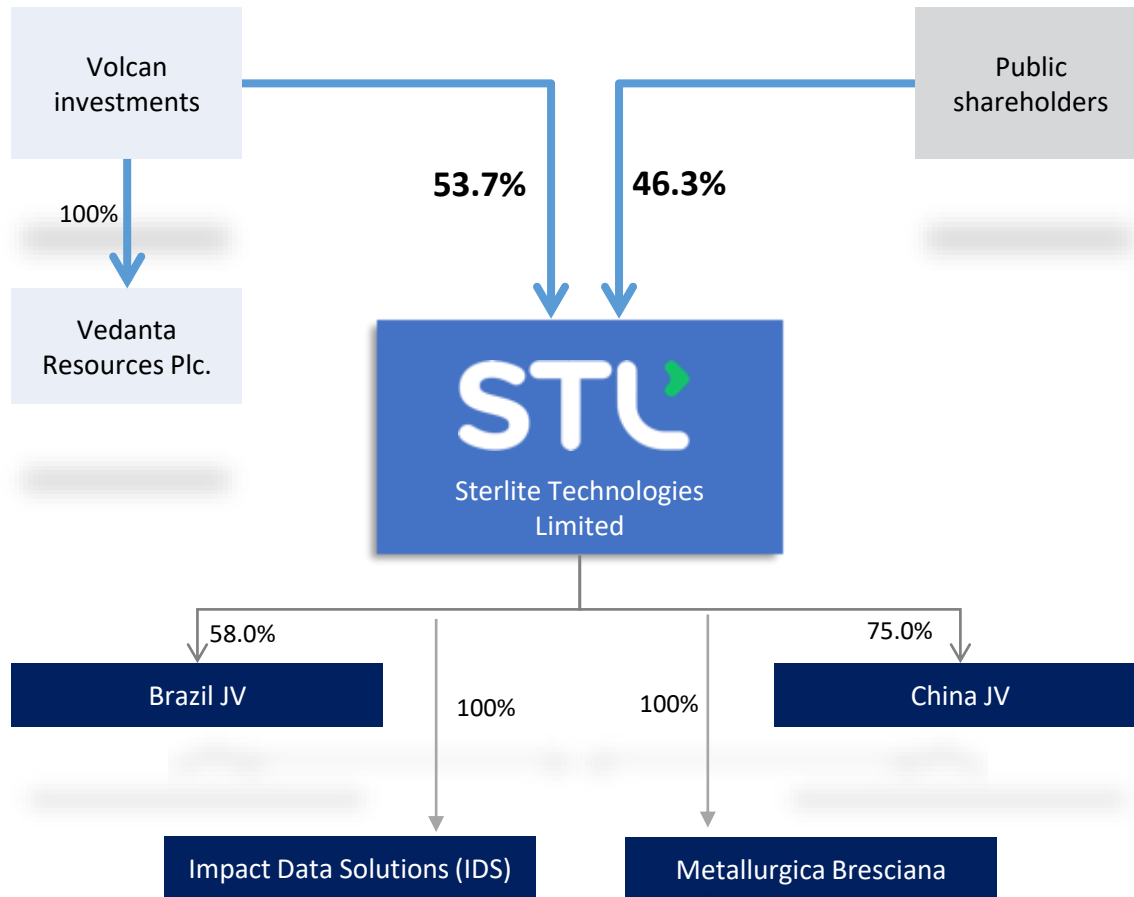 Volcan
investments
Public
shareholders
53.7%
46.3%
100%
Vedanta
Resources Plc.
STL
Sterlite Technologies
Limited
58.0%
75.0%
Brazil JV
China JV
100%
100%
Impact Data Solutions (IDS)
Metallurgica Bresciana